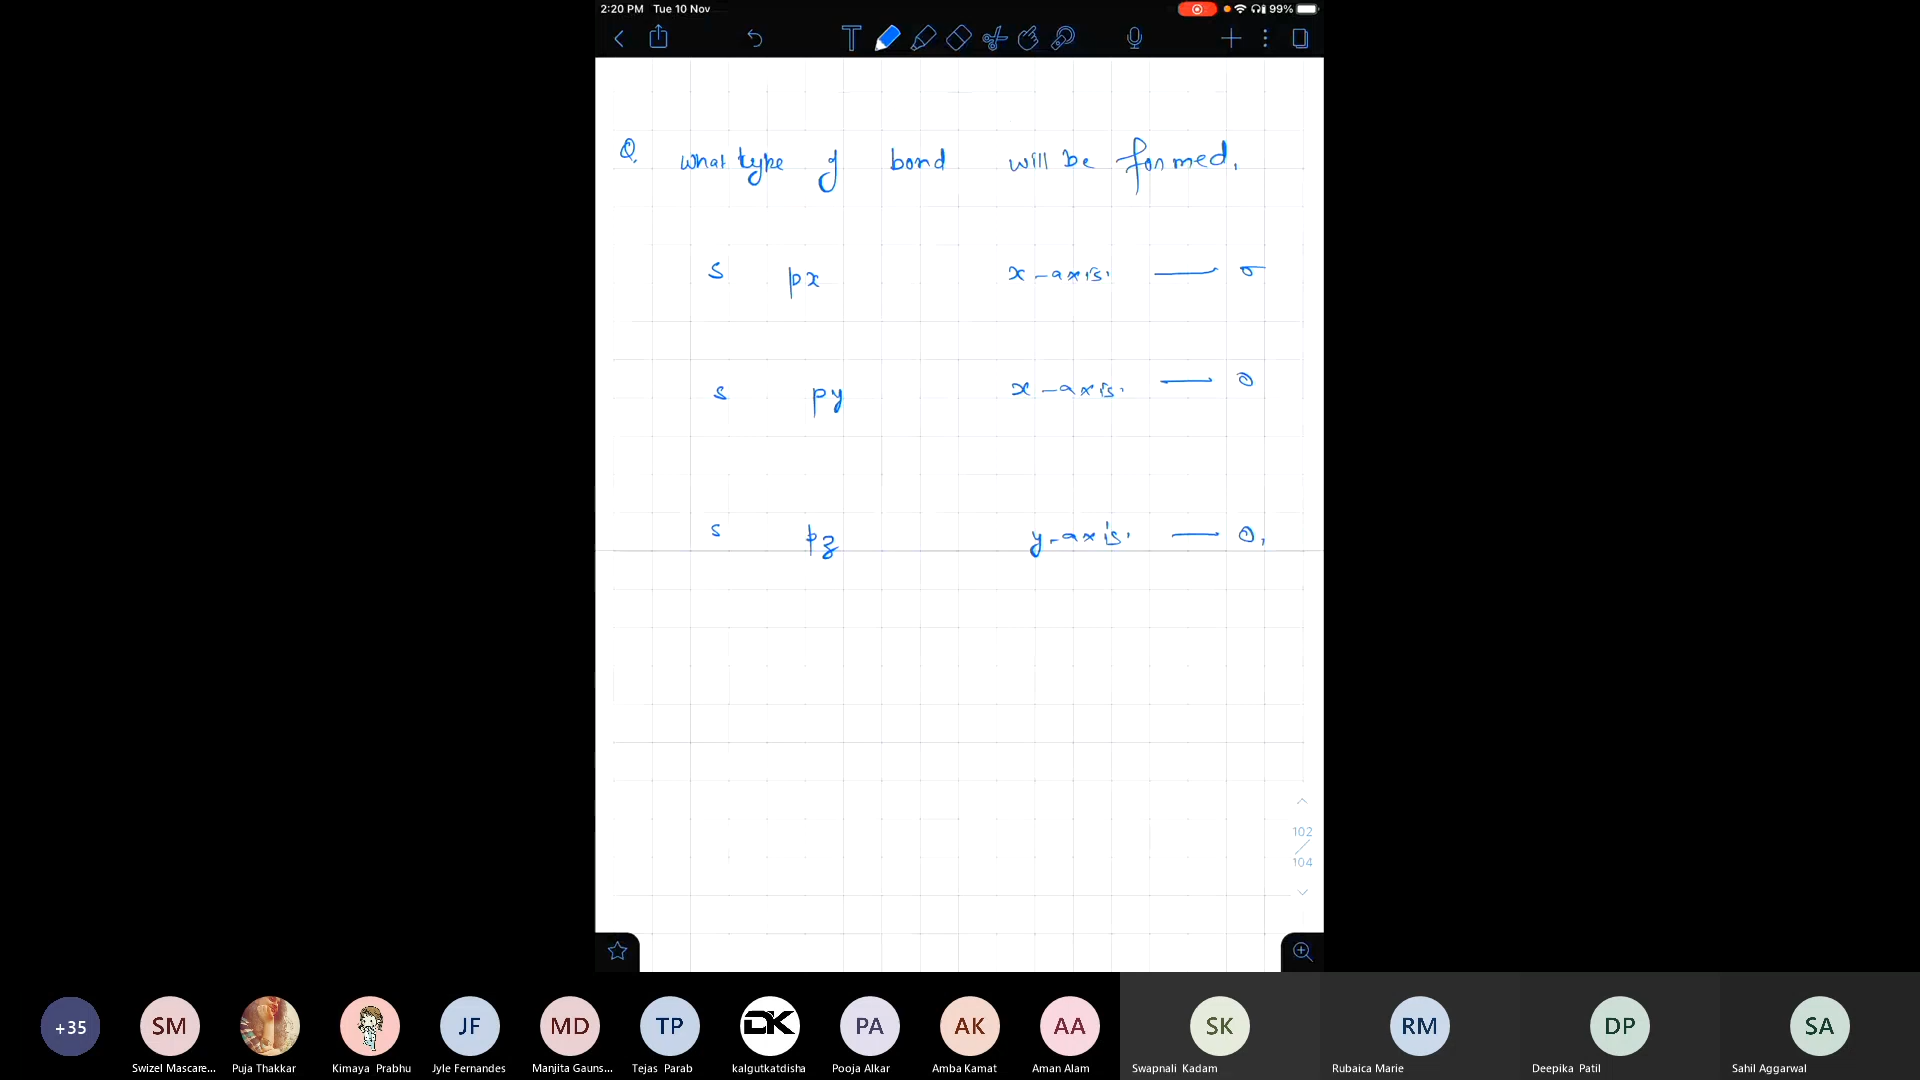 2:20 PM Tue 10 Nov 99%
Q. what type of bond will be formed.
s px x-axis. — σ
s py x-axis. — 0
s pz y-axis. — 0,
102
104
+35 SM JF MD TP DK PA AK AA SK RM DP SA
Swizel Mascare... Puja Thakkar Kimaya Prabhu Jyle Fernandes Manjita Gauns... Tejas Parab kalgutkatdisha Pooja Alkar Amba Kamat Aman Alam Swapnali Kadam Rubaica Marie Deepika Patil Sahil Aggarwal